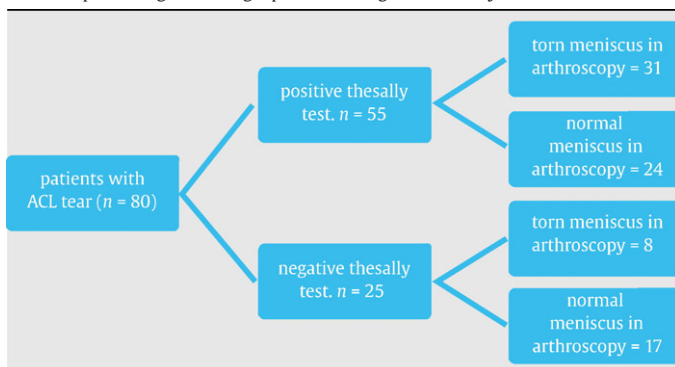 patients with
ACL tear (n = 80)
positive thesally
test. n = 55
negative thesally
test. n = 25
torn meniscus in
arthroscopy = 31
normal
meniscus in
arthroscopy = 24
torn meniscus in
arthroscopy = 8
normal
meniscus in
arthroscopy = 17